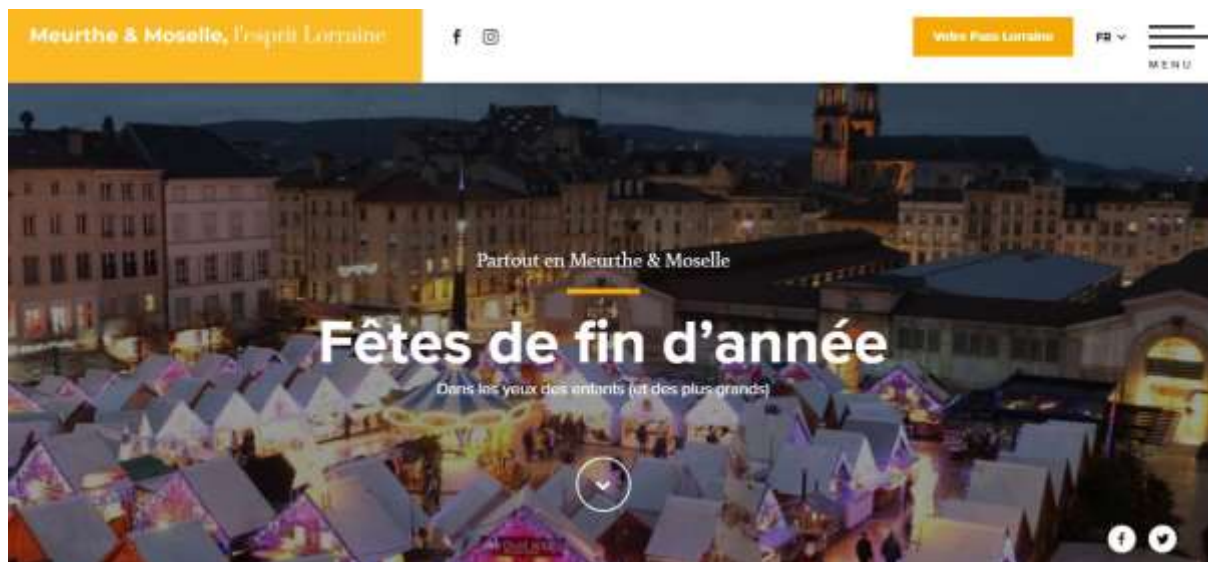 Meurthe & Moselle, l'esprit Lorraine
Votre Pass Lorraine
FR
MENU
Partout en Meurthe & Moselle
Fêtes de fin d'année
Dans les yeux des enfants (et des plus grands)